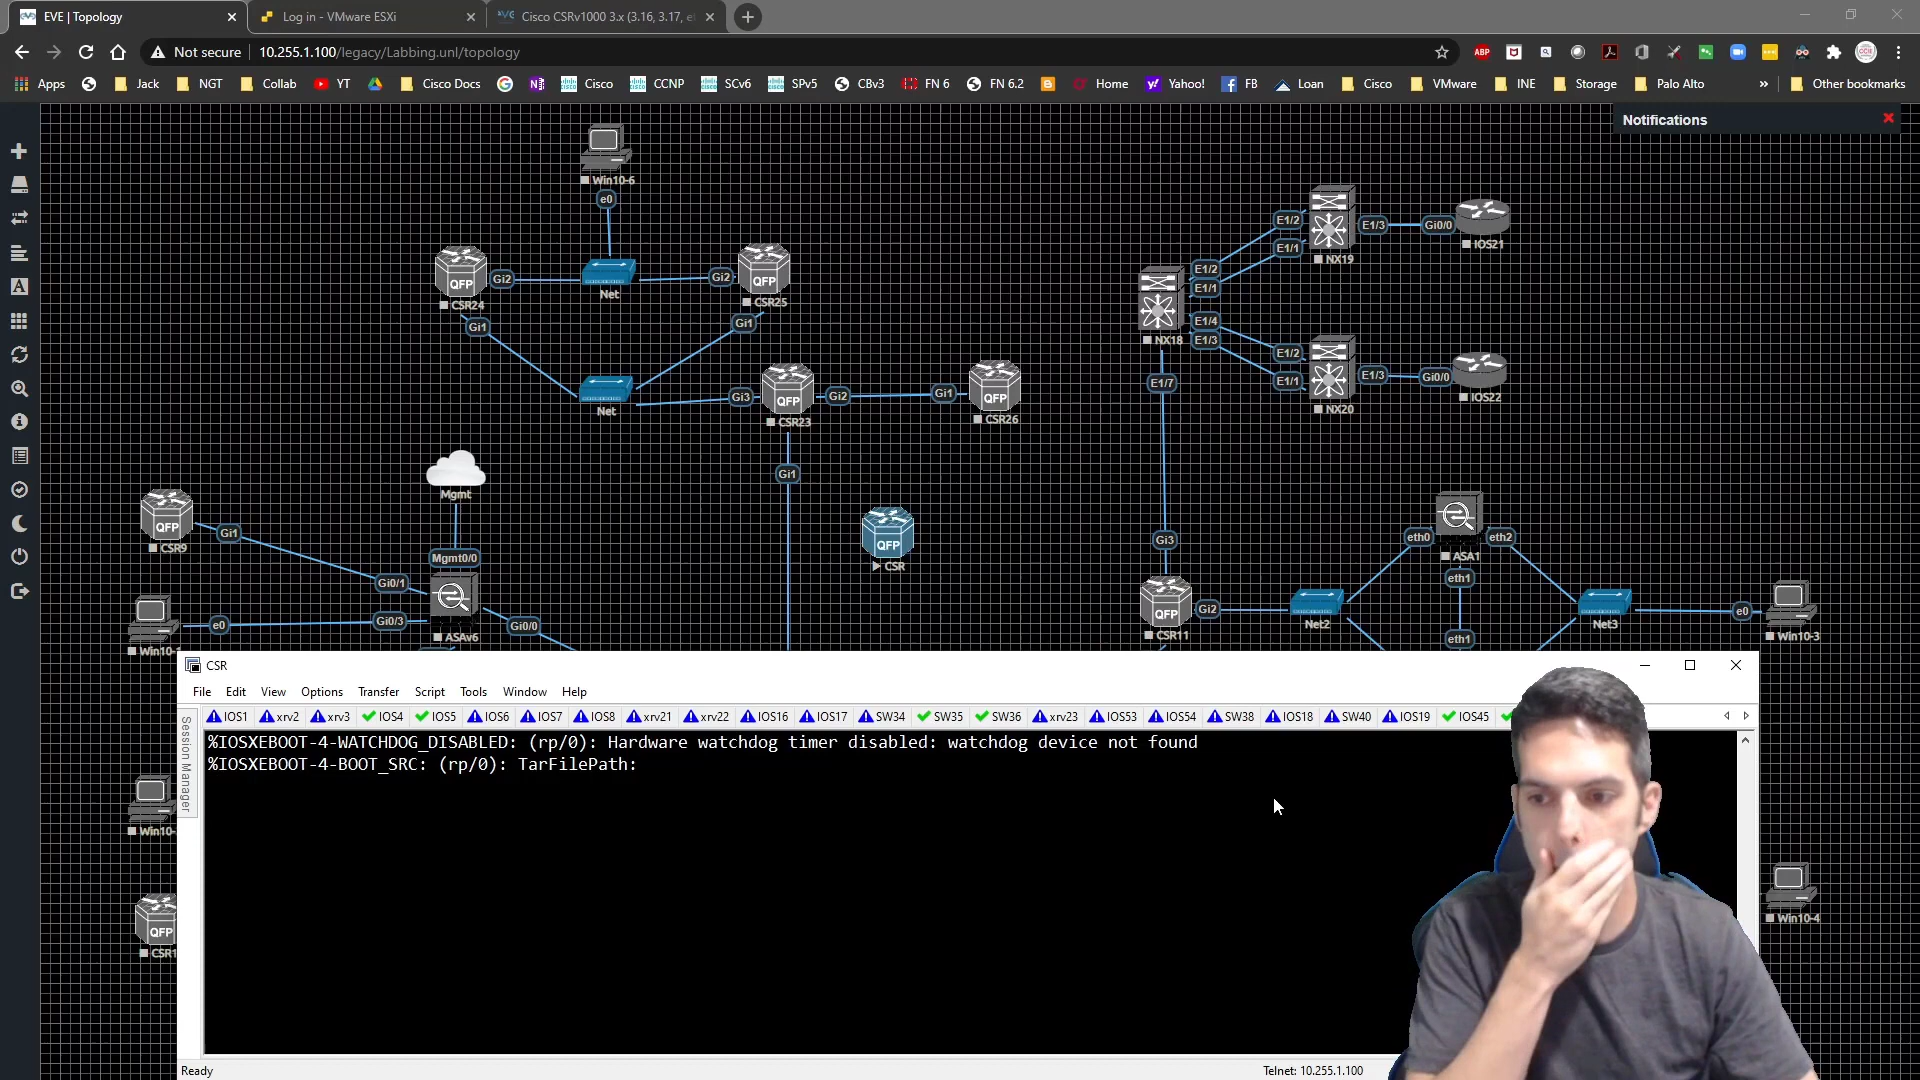 EVE | Topology
Log in - VMware ESXi
Cisco CSRv1000 3.x (3.16, 3.17, e
Not secure
10.255.1.100/legacy/Labbing.unl/topology
ABP
Apps
Jack
NGT
Collab
YT
Cisco Docs
Cisco
CCNP
SCv6
SPv5
CBv3
FN 6
FN 6.2
Home
Yahoo!
FB
Loan
Cisco
VMware
INE
Storage
Palo Alto
»
Other bookmarks
Notifications
Win10-6
e0
QFP
CSR24
Gi2
Net
Gi2
QFP
CSR25
Gi1
Gi1
Net
Gi3
QFP
CSR23
Gi2
Gi1
QFP
CSR26
Gi1
E1/2
E1/1
NX19
E1/3
Gi0/0
IOS21
E1/2
E1/1
NX18
E1/4
E1/3
E1/2
E1/1
NX20
E1/3
Gi0/0
IOS22
E1/7
Mgmt
Mgmt0/0
QFP
CSR9
Gi1
Gi0/1
QFP
CSR
Gi3
eth0
eth2
ASA1
eth1
e0
Gi0/3
Gi0/0
ASAv6
QFP
CSR11
Gi2
Net2
eth1
Net3
e0
Win10-3
Win10-
CSR
File Edit View Options Transfer Script Tools Window Help
Session Manager
IOS1 xrv2 xrv3 IOS4 IOS5 IOS6 IOS7 IOS8 xrv21 xrv22 IOS16 IOS17 SW34 SW35 SW36 xrv23 IOS53 IOS54 SW38 IOS18 SW40 IOS19 IOS45
%IOSXEBOOT-4-WATCHDOG_DISABLED: (rp/0): Hardware watchdog timer disabled: watchdog device not found
%IOSXEBOOT-4-BOOT_SRC: (rp/0): TarFilePath:
Win10-
QFP
CSR1
Win10-4
Ready
Telnet: 10.255.1.100